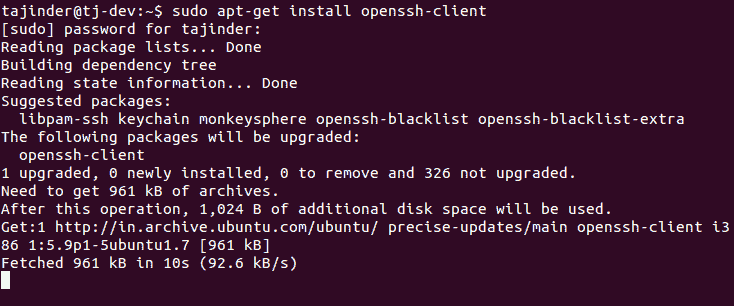 tajinder@tj-dev:~$ sudo apt-get install openssh-client
[sudo] password for tajinder:
Reading package lists... Done
Building dependency tree
Reading state information... Done
Suggested packages:
  libpam-ssh keychain monkeysphere openssh-blacklist openssh-blacklist-extra
The following packages will be upgraded:
  openssh-client
1 upgraded, 0 newly installed, 0 to remove and 326 not upgraded.
Need to get 961 kB of archives.
After this operation, 1,024 B of additional disk space will be used.
Get:1 http://in.archive.ubuntu.com/ubuntu/ precise-updates/main openssh-client i3
86 1:5.9p1-5ubuntu1.7 [961 kB]
Fetched 961 kB in 10s (92.6 kB/s)